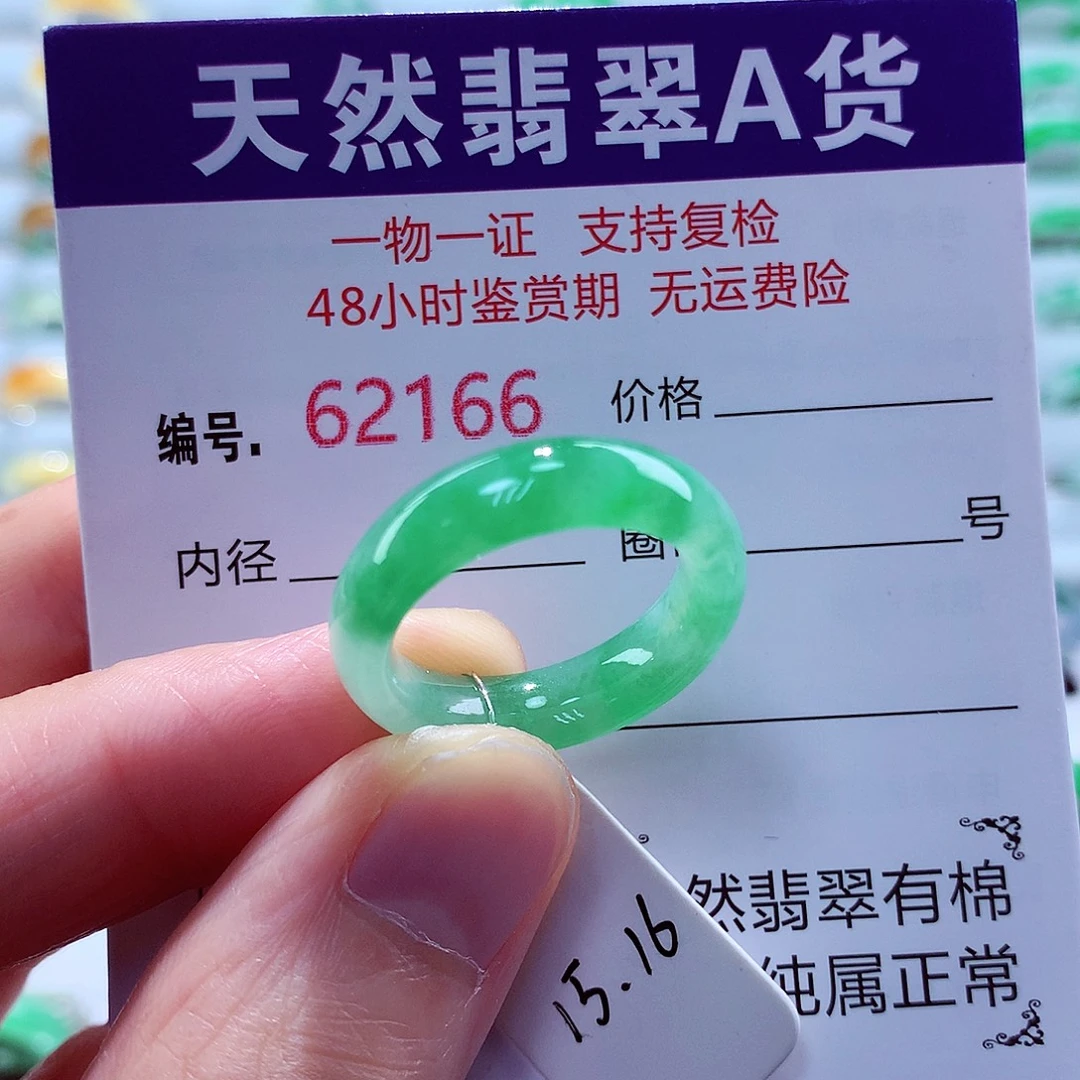 天然翡翠A货
一物一证 支持复检
48小时鉴赏期 无运费险
编号. 62166 价格
内径 圈 号
然翡翠有棉
纯属正常
15.16